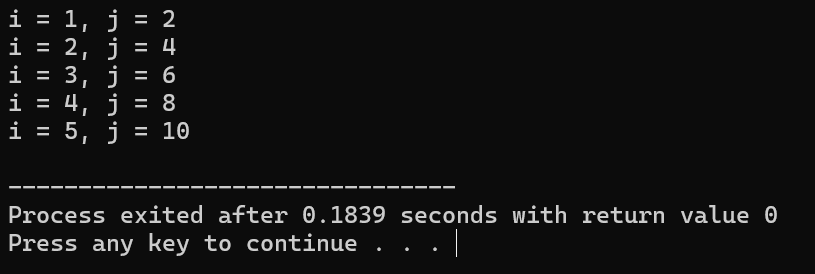 i = 1, j = 2
i = 2, j = 4
i = 3, j = 6
i = 4, j = 8
i = 5, j = 10
--------------------------------
Process exited after 0.1839 seconds with return value 0
Press any key to continue . . .